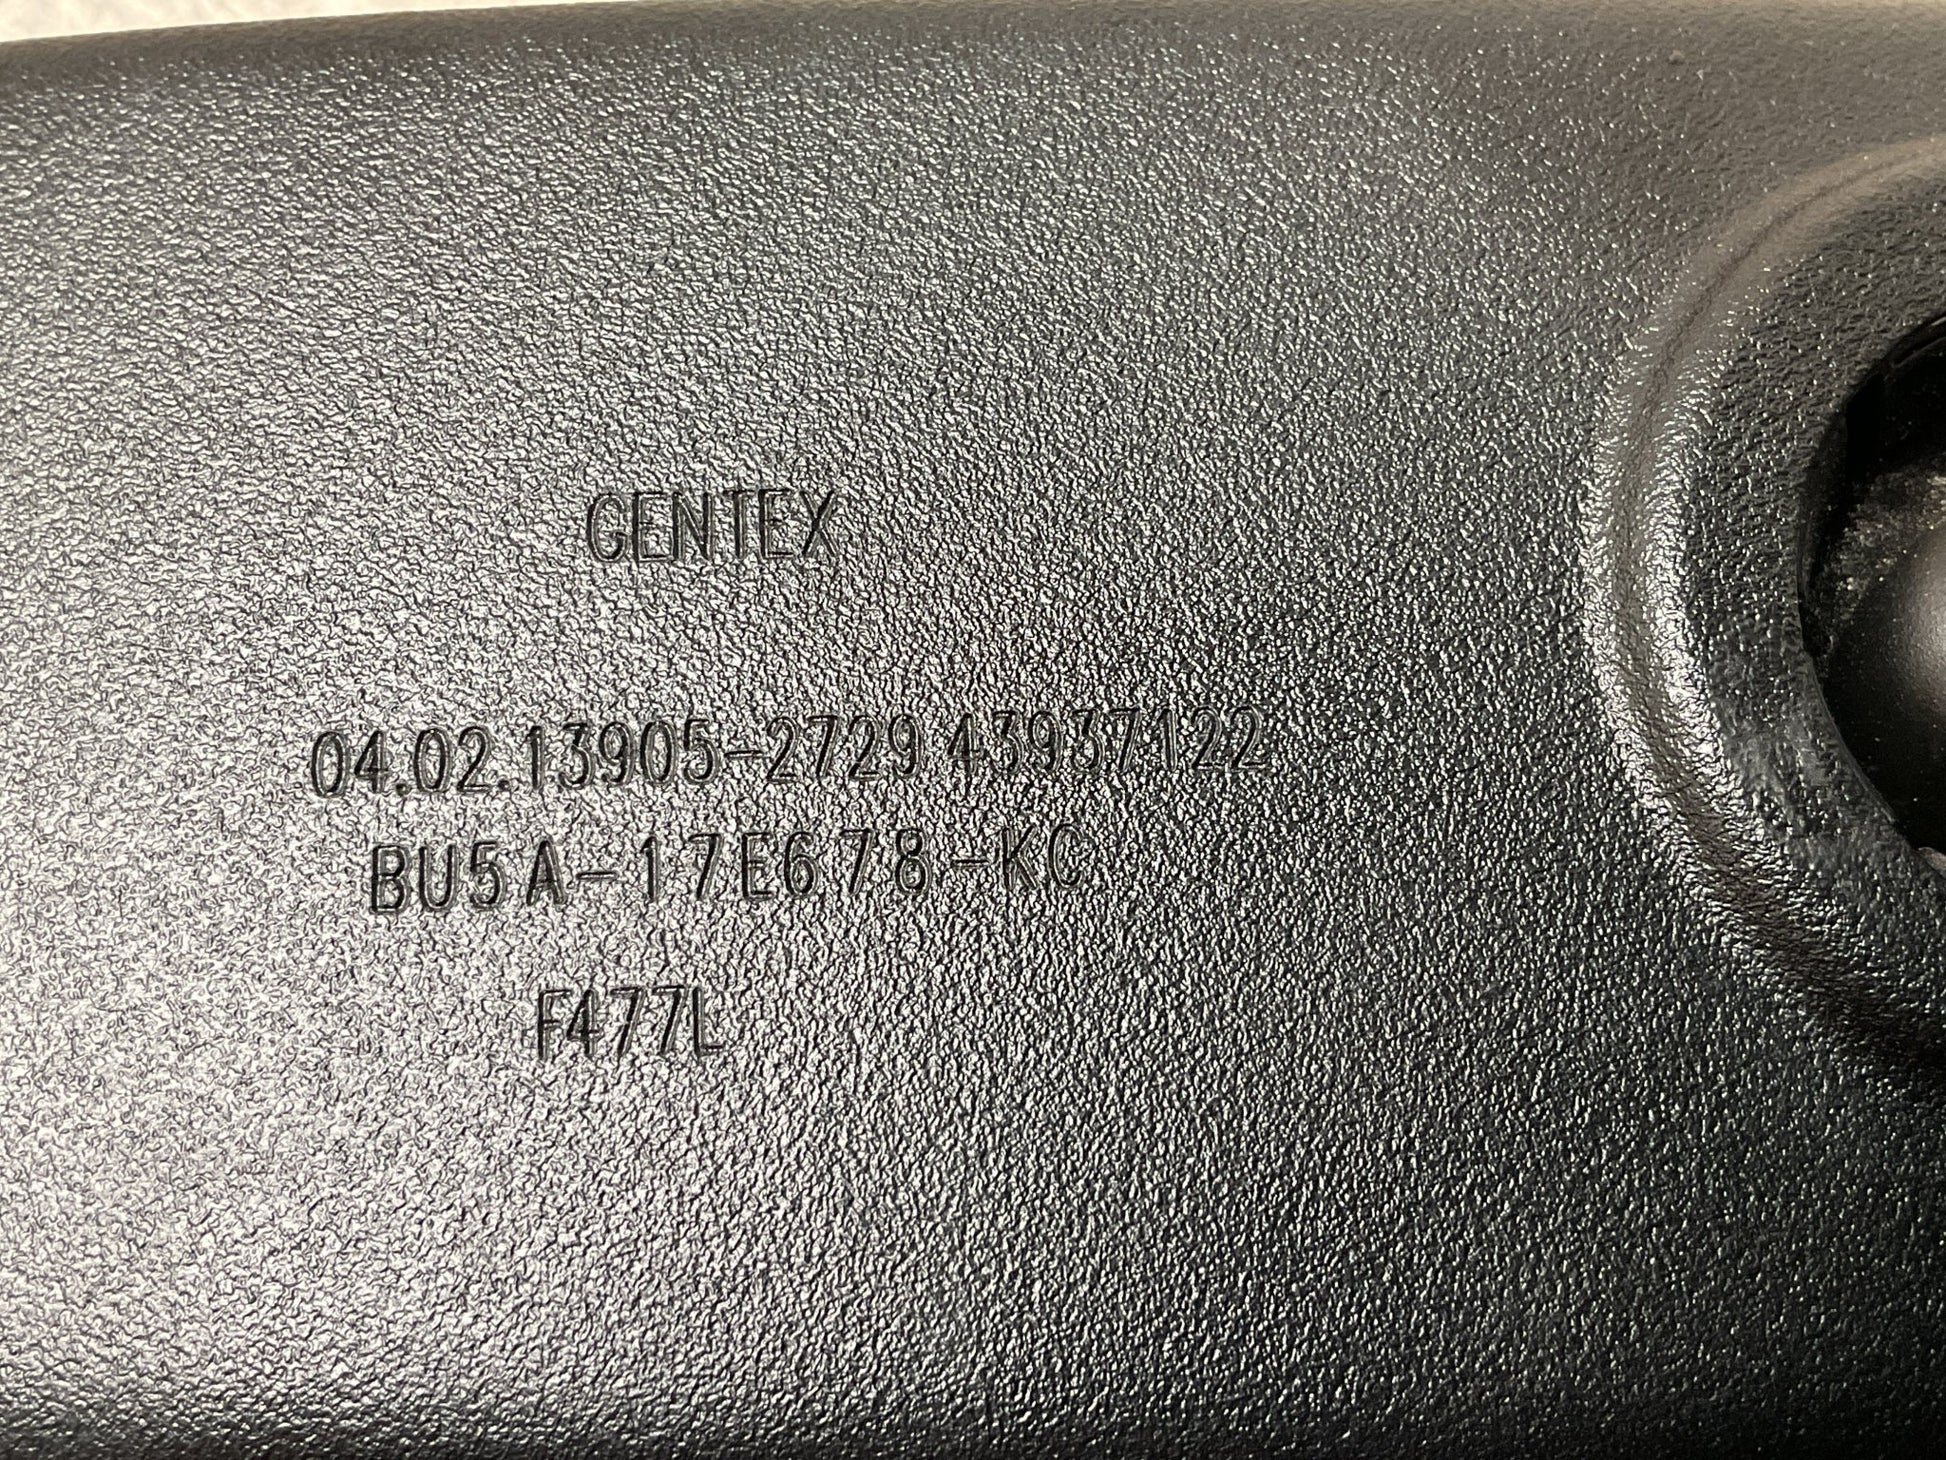 GENTEX
04.02.13905-2729 43937122
BU5A-17E678-KC
F477L